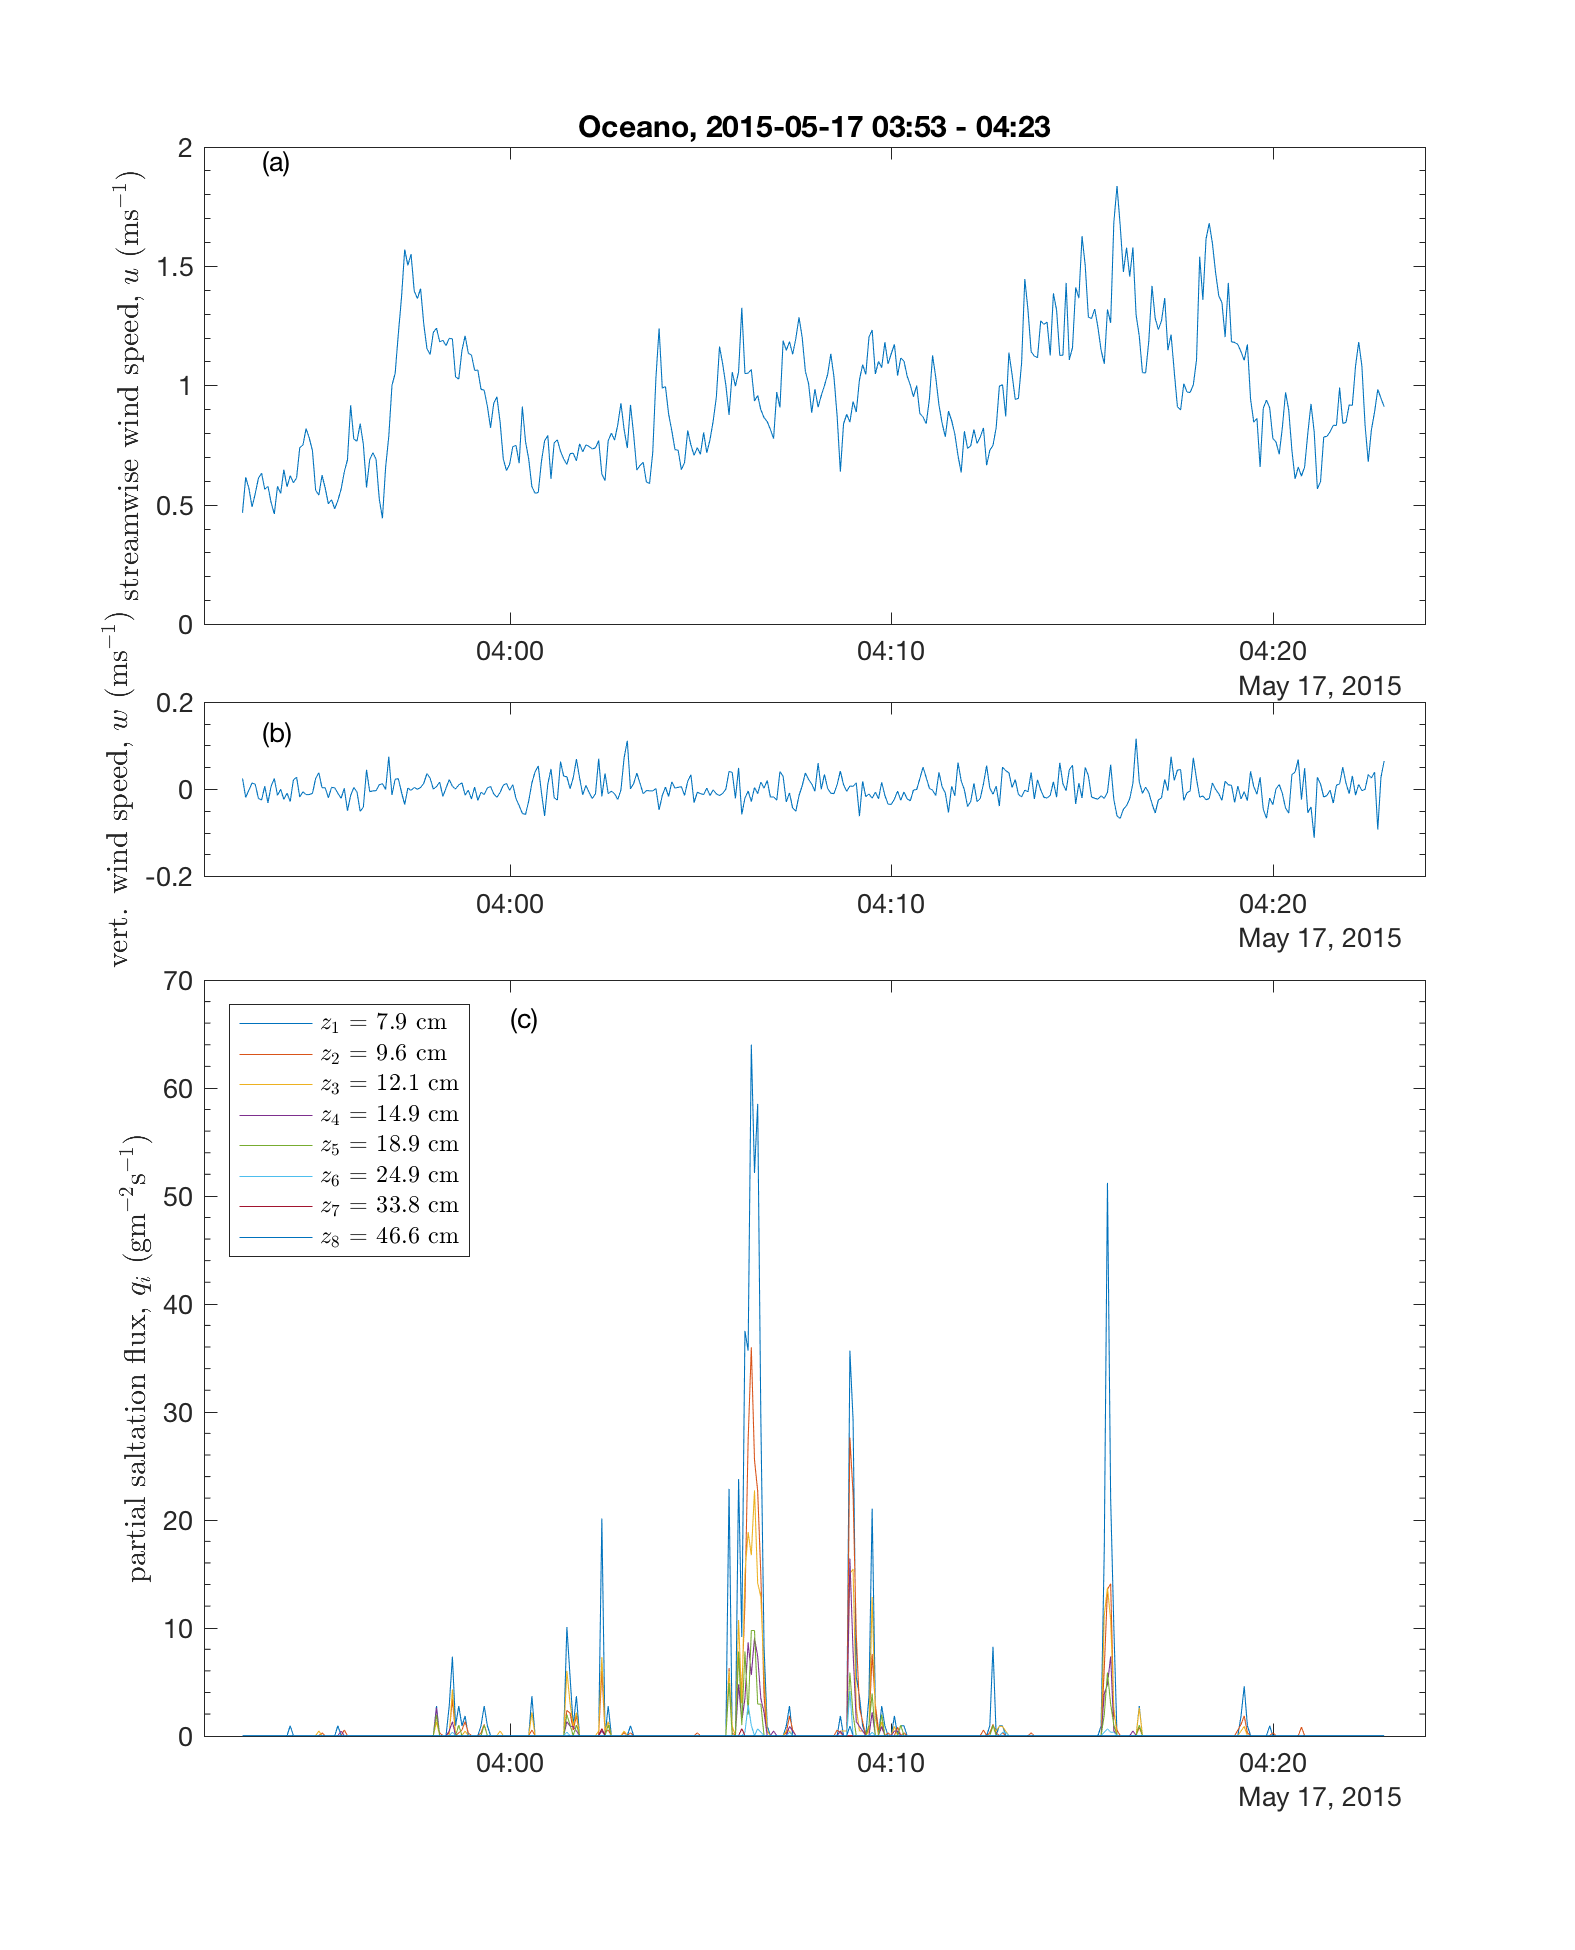 Oceano, 2015-05-17 03:53 - 04:23
(a)
streamwise wind speed, u (ms⁻¹)
2
1.5
1
0.5
0
04:00 04:10 04:20
May 17, 2015
(b)
vert. wind speed, w (ms⁻¹)
0.2
0
-0.2
04:00 04:10 04:20
May 17, 2015
(c)
partial saltation flux, qᵢ (gm⁻²s⁻¹)
70
60
50
40
30
20
10
0
z₁ = 7.9 cm
z₂ = 9.6 cm
z₃ = 12.1 cm
z₄ = 14.9 cm
z₅ = 18.9 cm
z₆ = 24.9 cm
z₇ = 33.8 cm
z₈ = 46.6 cm
04:00 04:10 04:20
May 17, 2015